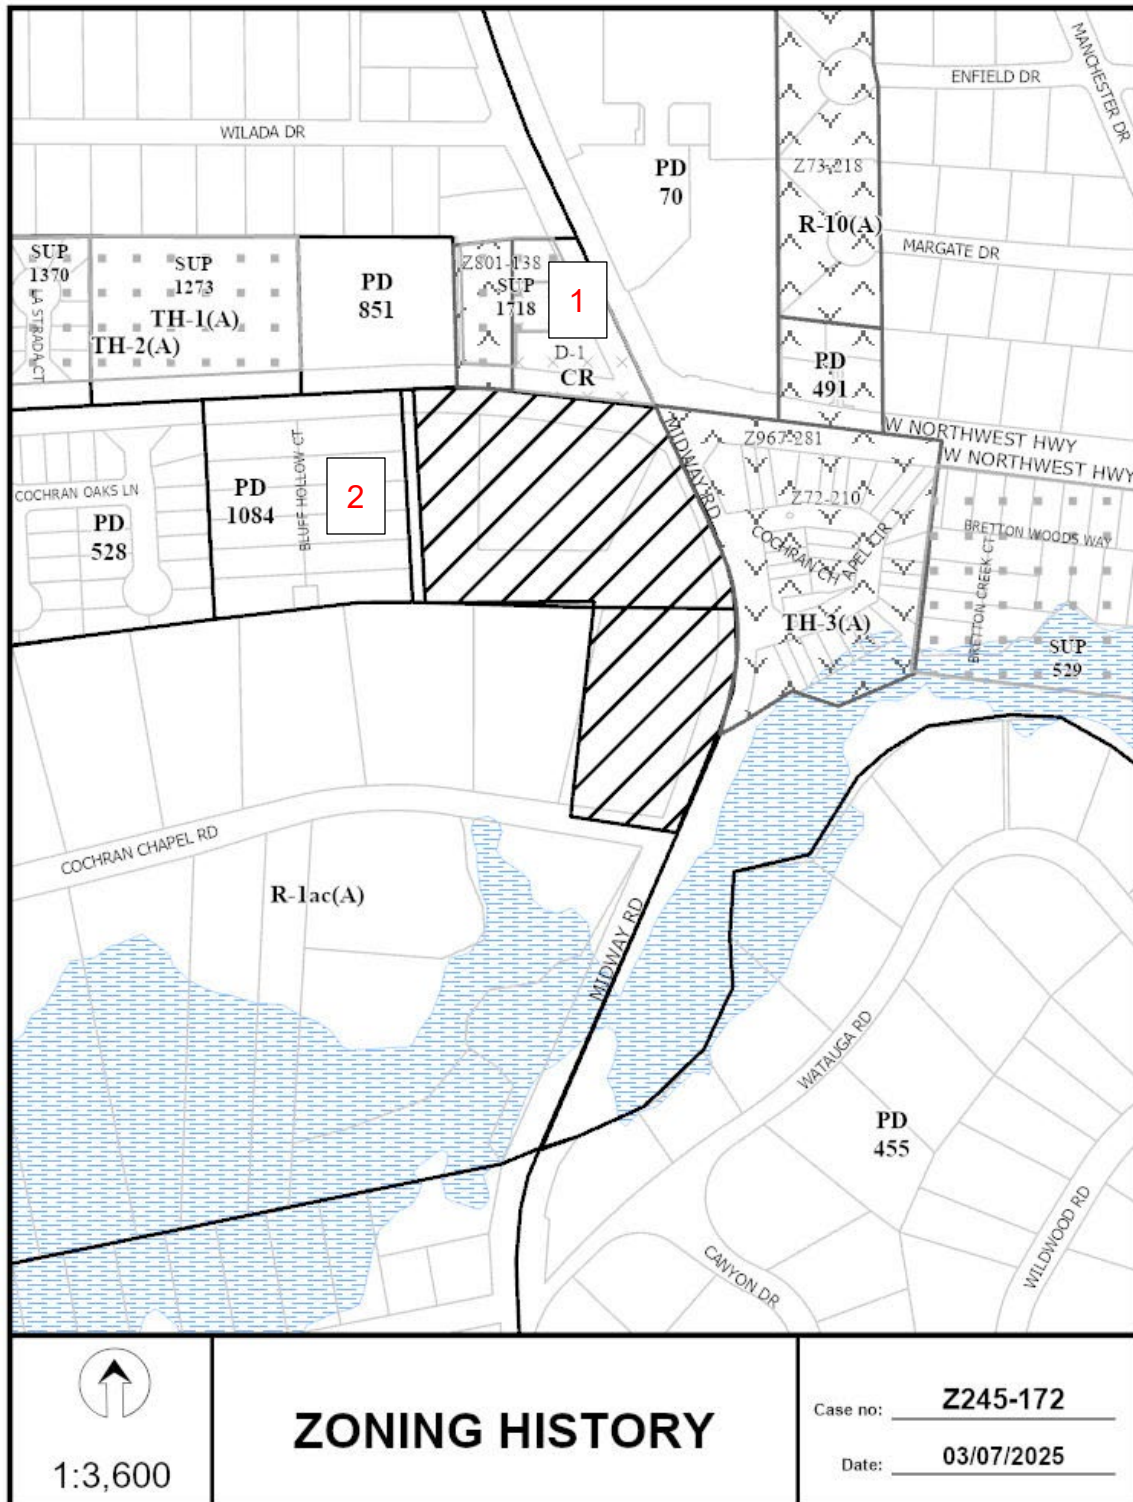 ENFIELD DR
MANCHESTER DR
WILADA DR
PD
70
Z73-218
R-10(A)
MARGATE DR
SUP
1370
SUP
1273
TH-1(A)
TH-2(A)
LA STRADA CT
PD
851
Z801-138
SUP
1718
1
D-1
CR
PD
491
W NORTHWEST HWY
W NORTHWEST HWY
MIDWAY RD
Z967-281
Z72-210
COCHRAN CHAPEL CIR
TH-3(A)
BRETTON WOODS WAY
BRETTON CREEK CT
SUP
529
COCHRAN OAKS LN
PD
528
PD
1084
BLUFF HOLLOW CT
2
COCHRAN CHAPEL RD
R-1ac(A)
MIDWAY RD
WATAUGA RD
PD
455
CANYON DR
WILDWOOD RD
1:3,600
ZONING HISTORY
Case no: Z245-172
Date: 03/07/2025